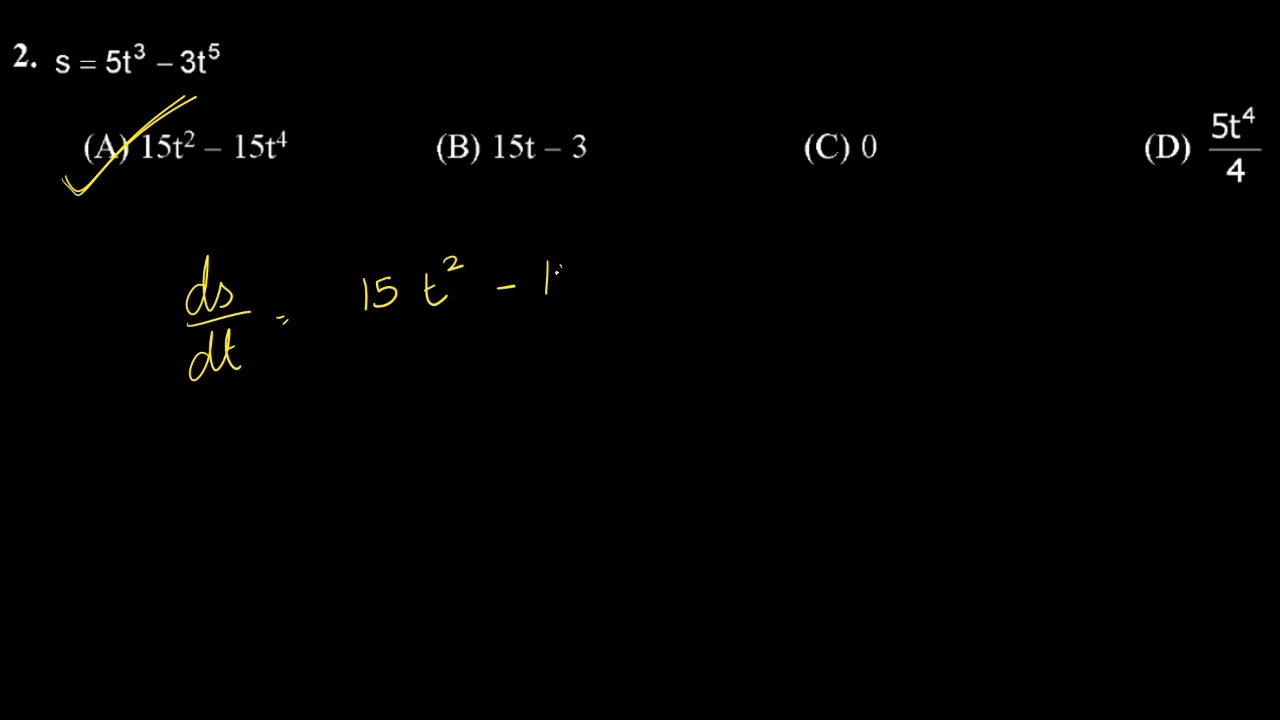 2. s = 5t³ – 3t⁵
(A) 15t² – 15t⁴ (B) 15t – 3 (C) 0 (D) 5t⁴/4
ds/dt = 15 t² - 1